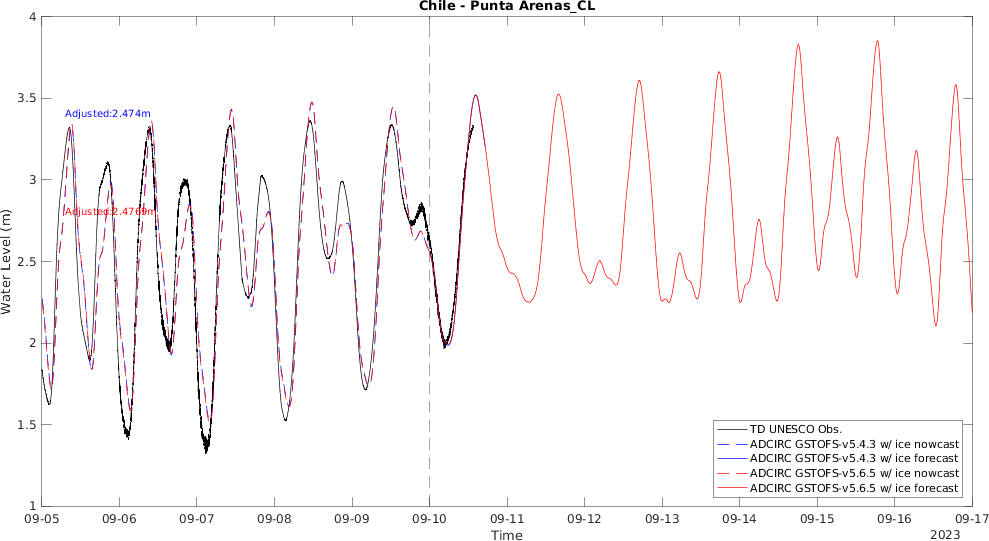 Chile - Punta Arenas_CL
4
3.5
3
2.5
2
1.5
1
Water Level (m)
Adjusted:2.474m
Adjusted:2.4769m
TD UNESCO Obs.
ADCIRC GSTOFS-v5.4.3 w/ ice nowcast
ADCIRC GSTOFS-v5.4.3 w/ ice forecast
ADCIRC GSTOFS-v5.6.5 w/ ice nowcast
ADCIRC GSTOFS-v5.6.5 w/ ice forecast
09-05 09-06 09-07 09-08 09-09 09-10 09-11 09-12 09-13 09-14 09-15 09-16 09-17
Time
2023